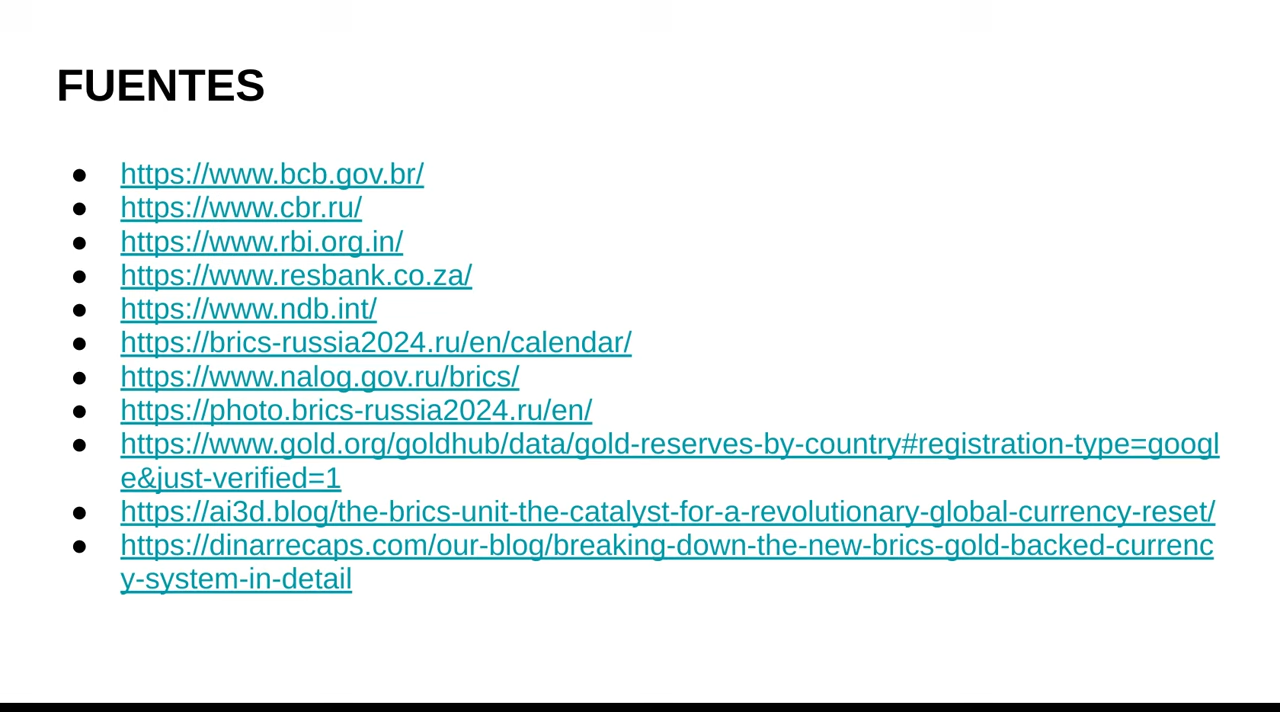 FUENTES
● https://www.bcb.gov.br/
● https://www.cbr.ru/
● https://www.rbi.org.in/
● https://www.resbank.co.za/
● https://www.ndb.int/
● https://brics-russia2024.ru/en/calendar/
● https://www.nalog.gov.ru/brics/
● https://photo.brics-russia2024.ru/en/
● https://www.gold.org/goldhub/data/gold-reserves-by-country#registration-type=googl
e&just-verified=1
● https://ai3d.blog/the-brics-unit-the-catalyst-for-a-revolutionary-global-currency-reset/
● https://dinarrecaps.com/our-blog/breaking-down-the-new-brics-gold-backed-currenc
y-system-in-detail